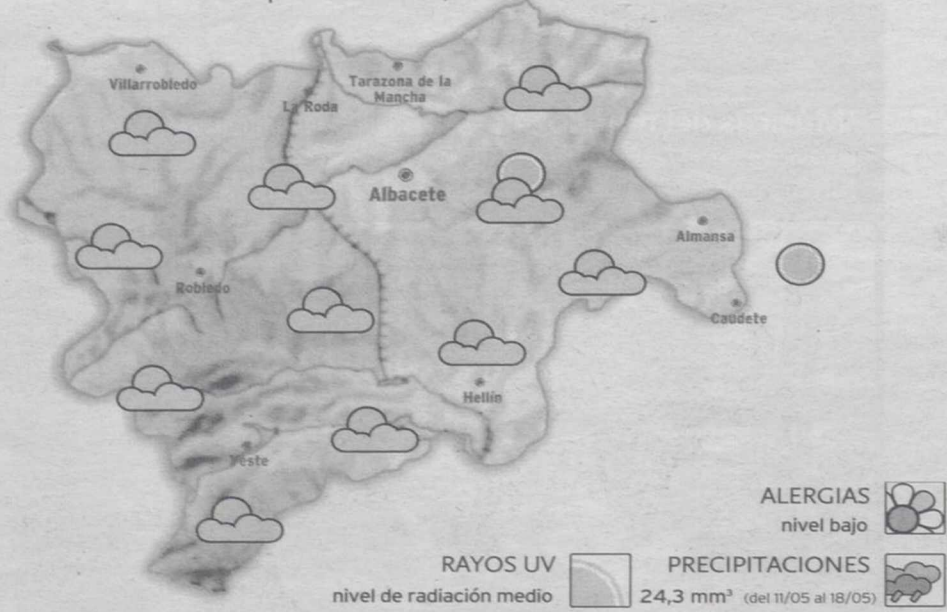 Villarrobledo
Tarazona de la
Mancha
La Roda
Albacete
Almansa
Robledo
Caudete
Hellín
Yeste
ALERGIAS
nivel bajo
RAYOS UV
nivel de radiación medio
PRECIPITACIONES
24,3 mm³ (del 11/05 al 18/05)